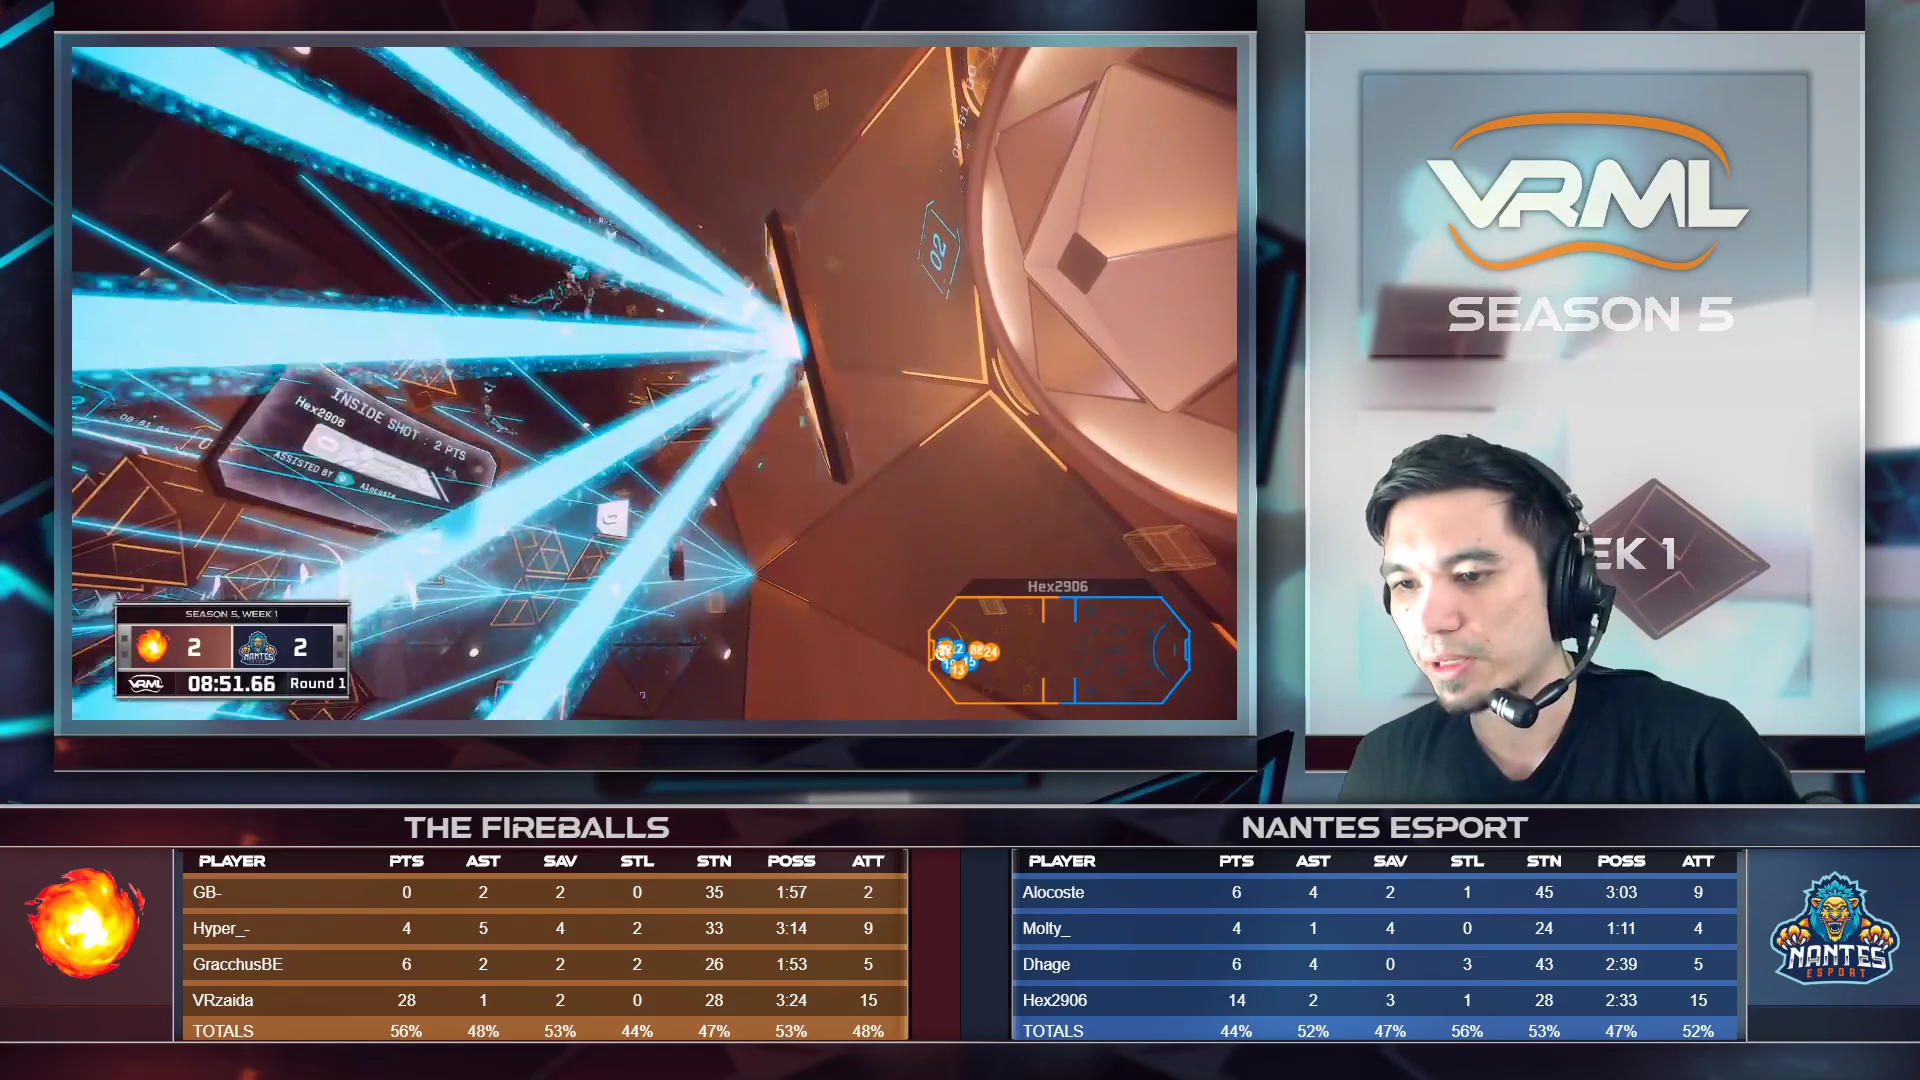 02
INSIDE SHOT : 2 PTS
Hex2906
ASSISTED BY Alocoste
Hex2906
SEASON 5, WEEK 1
2 NANTES 2
VRML 08:51.66 Round 1
VRML
SEASON 5
EK 1
THE FIREBALLS
PLAYER PTS AST SAV STL STN POSS ATT
GB- 0 2 2 0 35 1:57 2
Hyper_- 4 5 4 2 33 3:14 9
GracchusBE 6 2 2 2 26 1:53 5
VRzaida 28 1 2 0 28 3:24 15
TOTALS 56% 48% 53% 44% 47% 53% 48%
NANTES ESPORT
PLAYER PTS AST SAV STL STN POSS ATT
Alocoste 6 4 2 1 45 3:03 9
Molty_ 4 1 4 0 24 1:11 4
Dhage 6 4 0 3 43 2:39 5
Hex2906 14 2 3 1 28 2:33 15
TOTALS 44% 52% 47% 56% 53% 47% 52%
NANTES
ESPORT